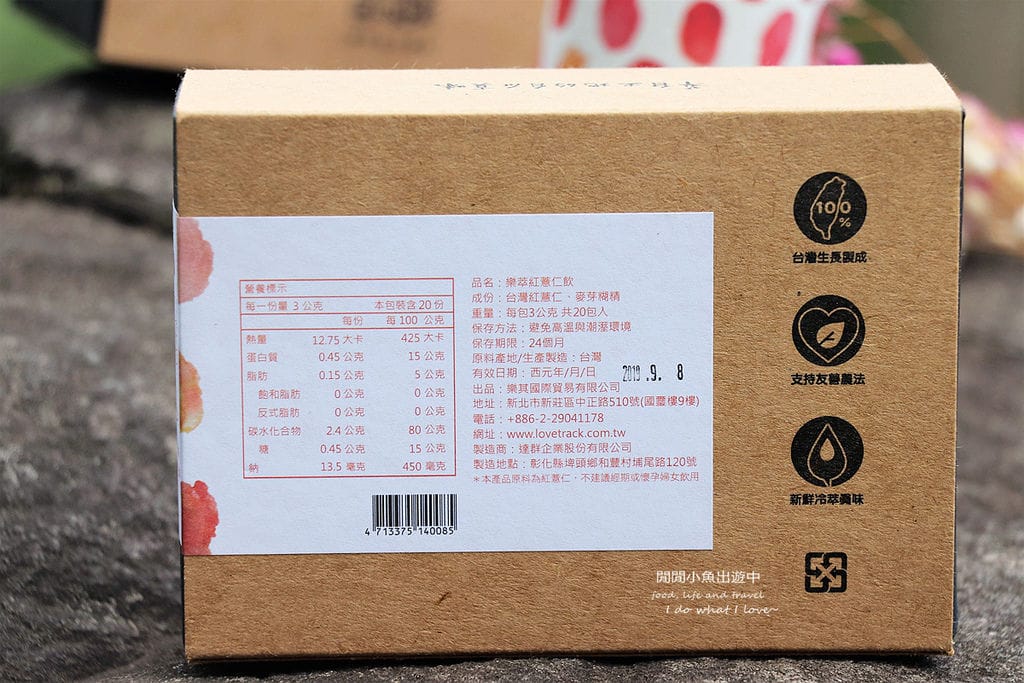 100%
台灣生長製成
支持友善農法
新鮮冷萃真味
營養標示
每一份量 3 公克 本包裝含20份
每份 每100 公克
熱量 12.75 大卡 425 大卡
蛋白質 0.45 公克 15 公克
脂肪 0.15 公克 5 公克
飽和脂肪 0 公克 0 公克
反式脂肪 0 公克 0 公克
碳水化合物 2.4 公克 80 公克
糖 0.45 公克 15 公克
鈉 13.5 毫克 450 毫克
4 713375 140085
品名：樂萃紅薏仁飲
成份：台灣紅薏仁、麥芽糊精
重量：每包3公克 共20包入
保存方法：避免高溫與潮溼環境
保存期限：24個月
原料產地/生產製造：台灣
有效日期：西元年/月/日 2019.9. 8
出品：樂其國際貿易有限公司
地址：新北市新莊區中正路510號(國璽樓9樓)
電話：+886-2-29041178
網址：www.lovetrack.com.tw
製造商：達群企業股份有限公司
製造地點：彰化縣埤頭鄉和豐村埔尾路120號
*本產品原料為紅薏仁，不建議經期或懷孕婦女飲用
閒閒小魚出遊中
food, life and travel
I do what I love~